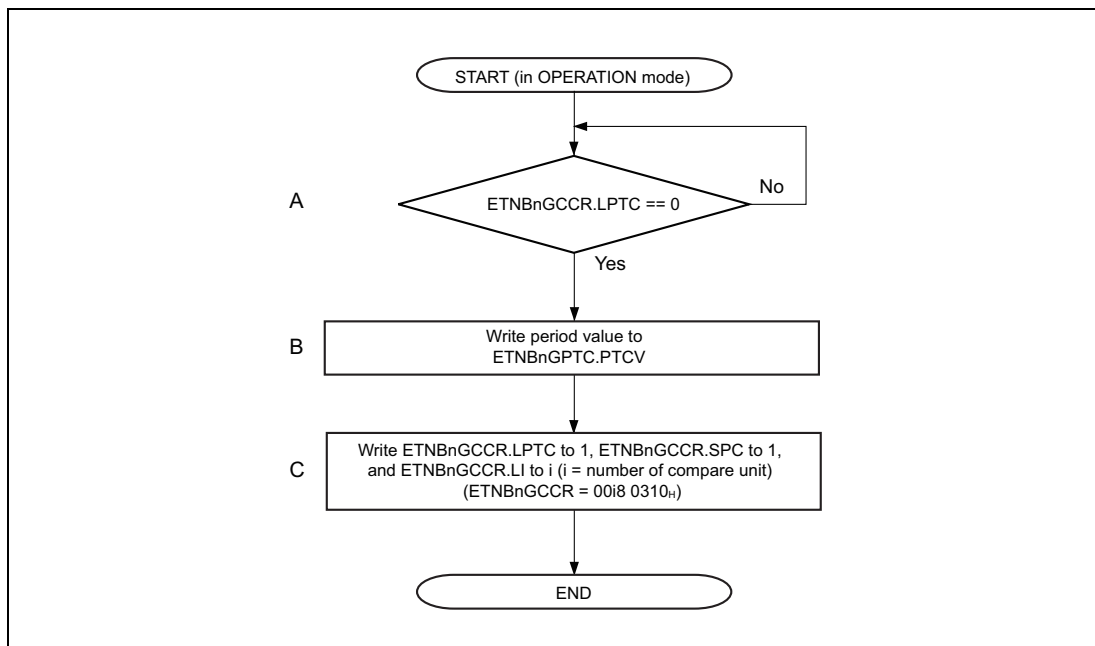 START (in OPERATION mode)
A
ETNBnGCCR.LPTC == 0
No
Yes
B
Write period value to
ETNBnGPTC.PTCV
C
Write ETNBnGCCR.LPTC to 1, ETNBnGCCR.SPC to 1,
and ETNBnGCCR.LI to i (i = number of compare unit)
(ETNBnGCCR = 00i8 0310H)
END